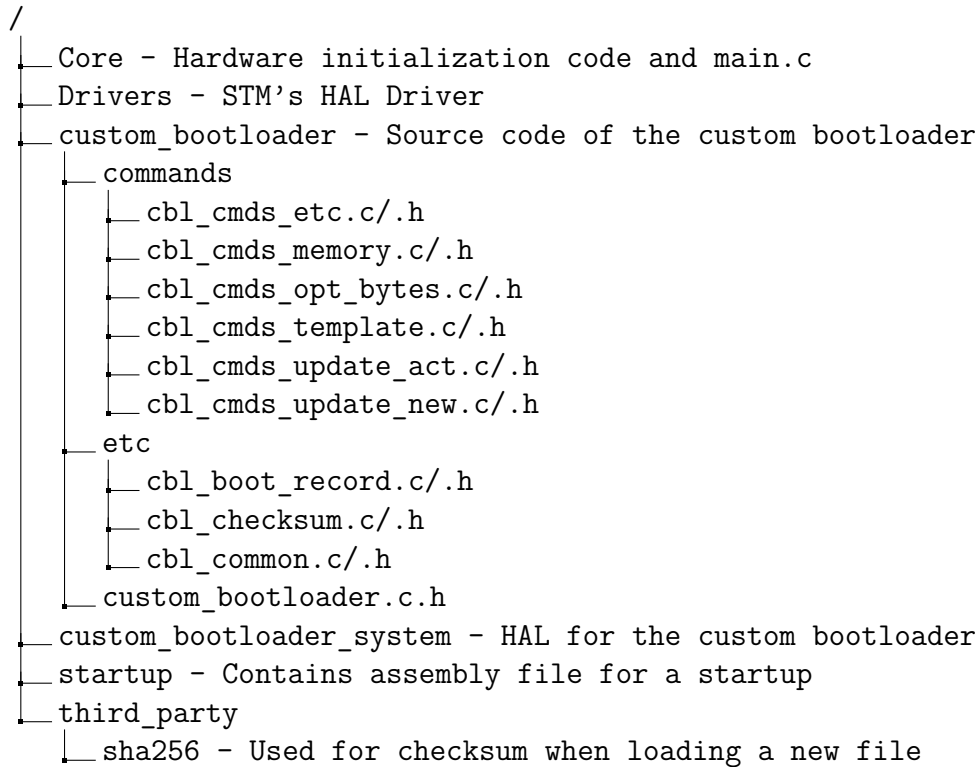 /
Core - Hardware initialization code and main.c
Drivers - STM's HAL Driver
custom_bootloader - Source code of the custom bootloader
commands
cbl_cmds_etc.c/.h
cbl_cmds_memory.c/.h
cbl_cmds_opt_bytes.c/.h
cbl_cmds_template.c/.h
cbl_cmds_update_act.c/.h
cbl_cmds_update_new.c/.h
etc
cbl_boot_record.c/.h
cbl_checksum.c/.h
cbl_common.c/.h
custom_bootloader.c.h
custom_bootloader_system - HAL for the custom bootloader
startup - Contains assembly file for a startup
third_party
sha256 - Used for checksum when loading a new file